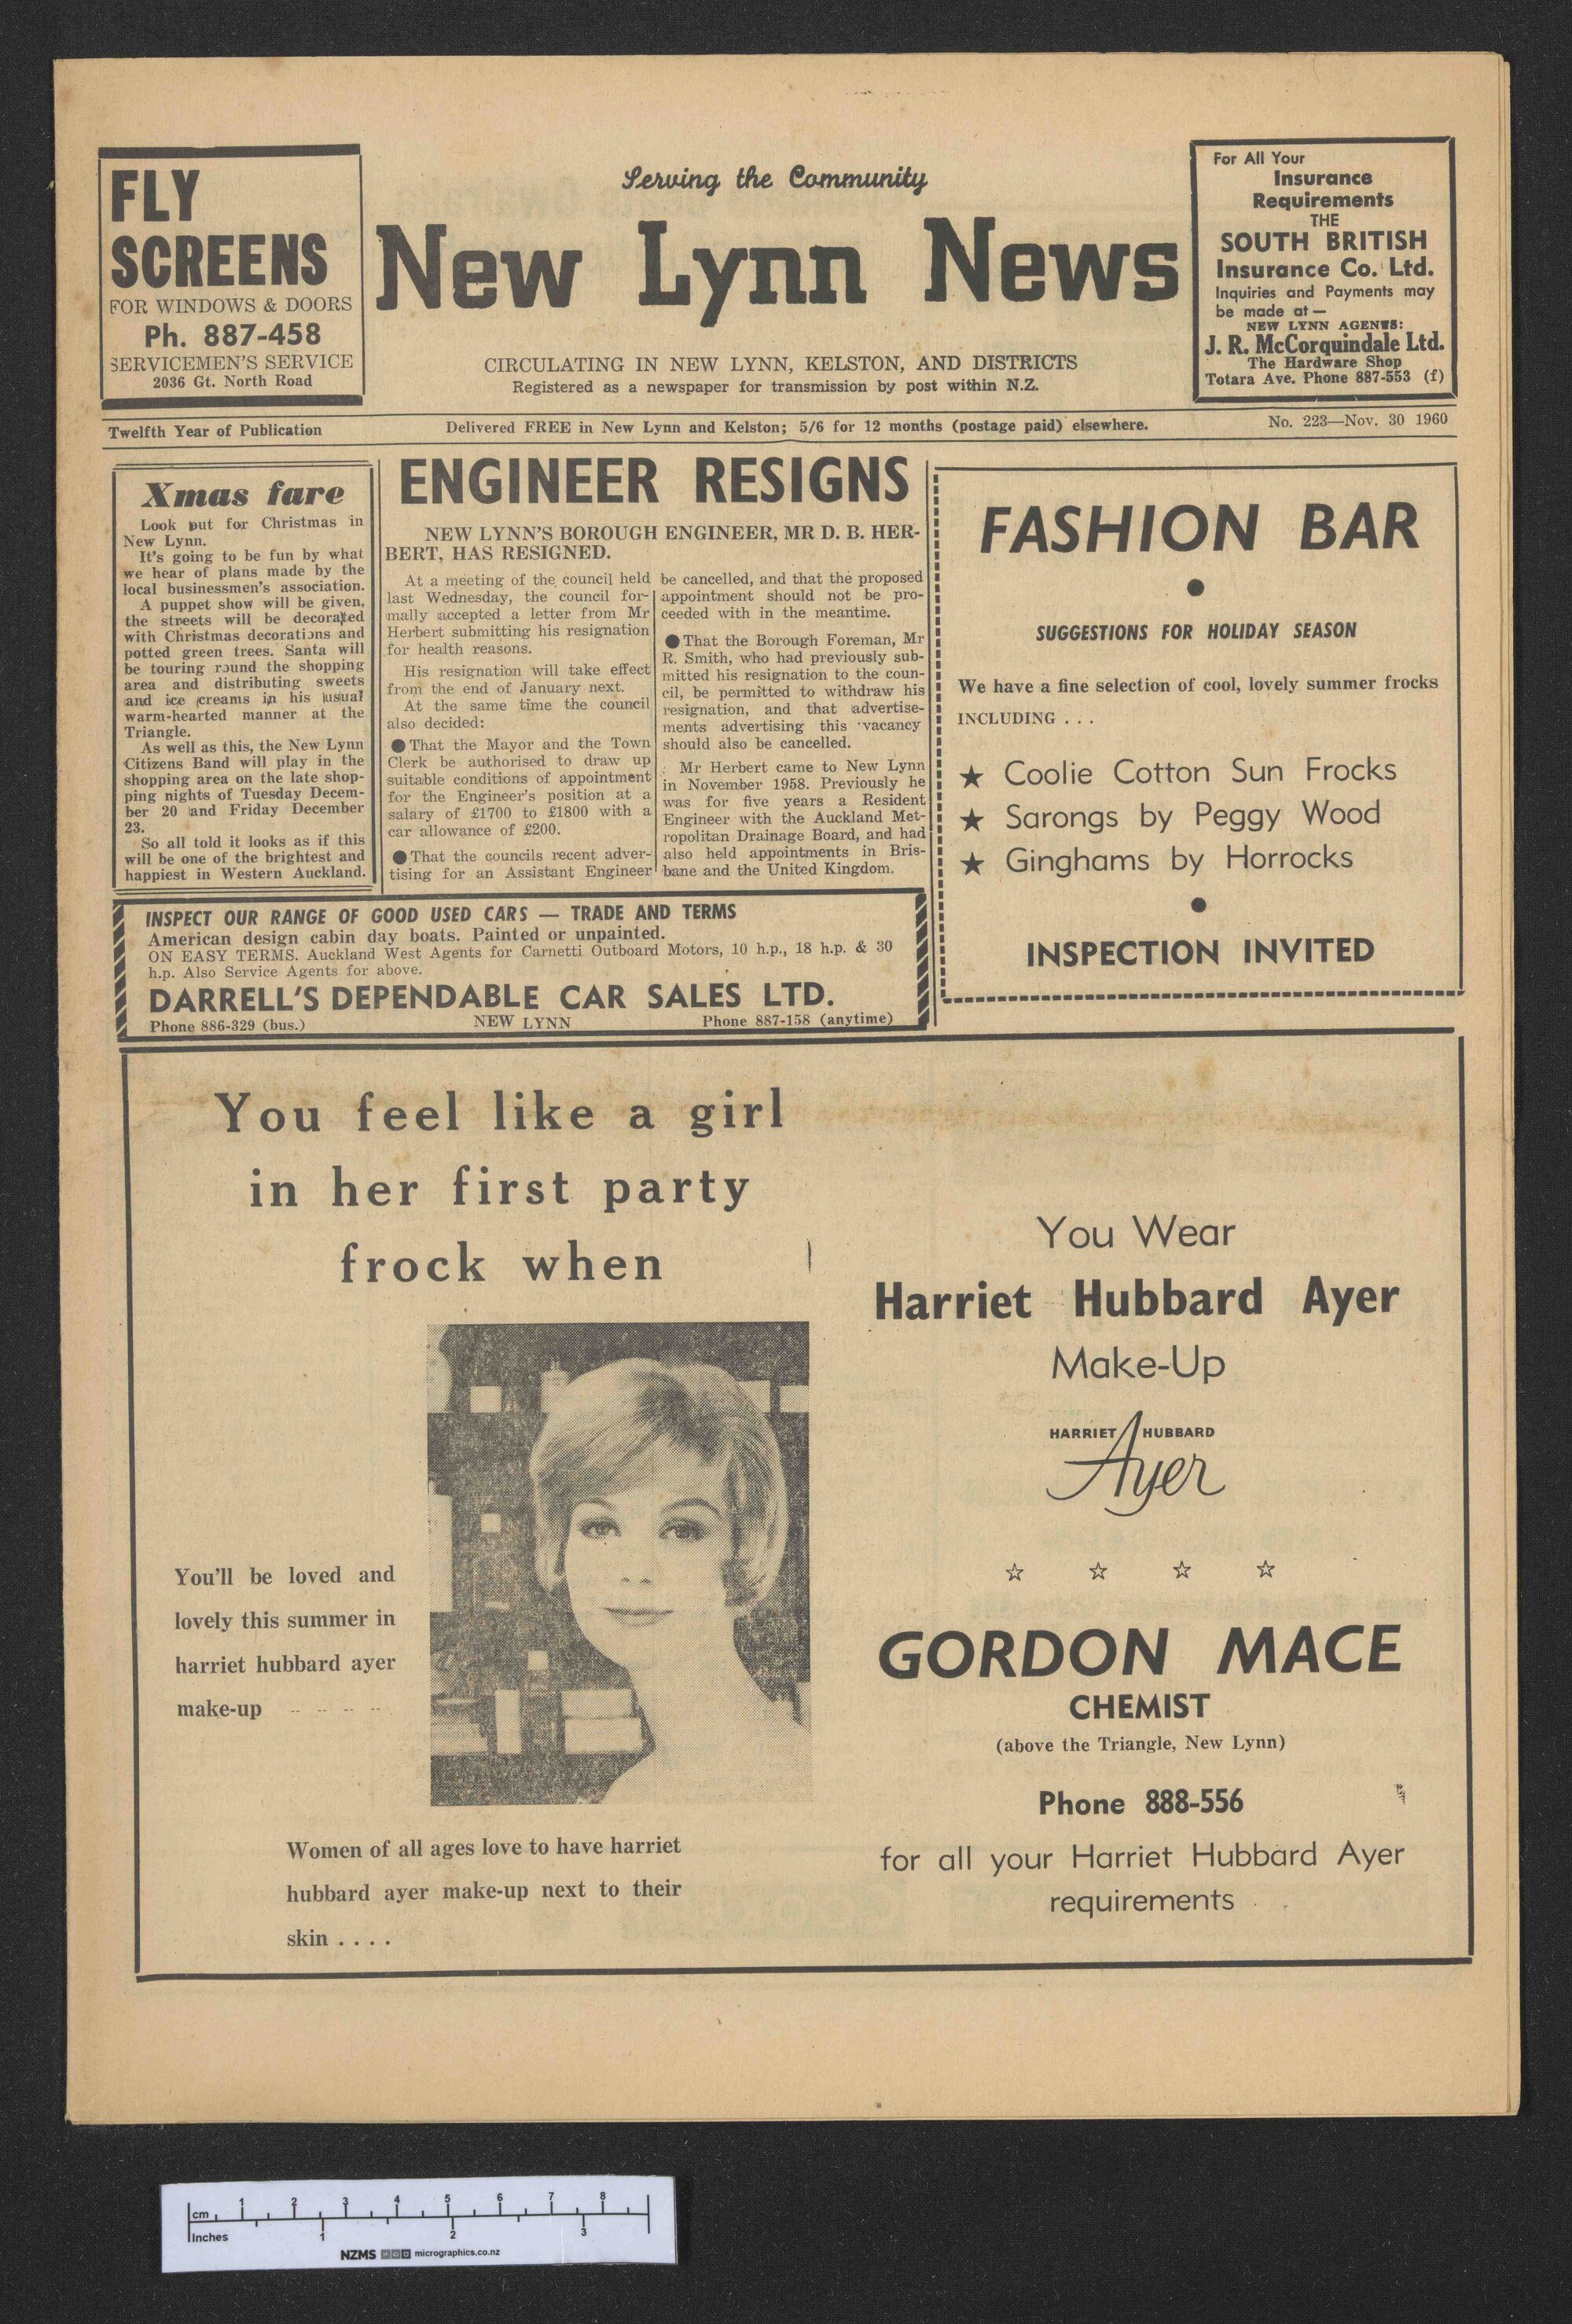 FLY
SCREENS
FOR WINDOWS & DOORS
Ph. 887-458
SERVICEMEN'S SERVICE
2036 Gt. North Road
Serving the Community
New Lynn News
CIRCULATING IN NEW LYNN, KELSTON, AND DISTRICTS
Registered as a newspaper for transmission by post within N.Z.
For All Your
Insurance
Requirements
THE
SOUTH BRITISH
Insurance Co. Ltd.
Inquiries and Payments may
be made at —
NEW LYNN AGENTS:
J. R. McCorquindale Ltd.
The Hardware Shop
Totara Ave. Phone 887-553 (f)
Twelfth Year of Publication
Delivered FREE in New Lynn and Kelston; 5/6 for 12 months (postage paid) elsewhere.
No. 223—Nov. 30 1960
Xmas fare
Look out for Christmas in
New Lynn.
It's going to be fun by what
we hear of plans made by the
local businessmen's association.
A puppet show will be given,
the streets will be decorated
with Christmas decorations and
potted green trees. Santa will
be touring round the shopping
area and distributing sweets
and ice creams in his usual
warm-hearted manner at the
Triangle.
As well as this, the New Lynn
Citizens Band will play in the
shopping area on the late shop-
ping nights of Tuesday Decem-
ber 20 and Friday December
23.
So all told it looks as if this
will be one of the brightest and
happiest in Western Auckland.
ENGINEER RESIGNS
NEW LYNN'S BOROUGH ENGINEER, MR D. B. HER-
BERT, HAS RESIGNED.
At a meeting of the council held
last Wednesday, the council for-
mally accepted a letter from Mr
Herbert submitting his resignation
for health reasons.
His resignation will take effect
from the end of January next.
At the same time the council
also decided:
● That the Mayor and the Town
Clerk be authorised to draw up
suitable conditions of appointment
for the Engineer's position at a
salary of £1700 to £1800 with a
car allowance of £200.
● That the councils recent adver-
tising for an Assistant Engineer
be cancelled, and that the proposed
appointment should not be pro-
ceeded with in the meantime.
● That the Borough Foreman, Mr
R. Smith, who had previously sub-
mitted his resignation to the coun-
cil, be permitted to withdraw his
resignation, and that advertise-
ments advertising this vacancy
should also be cancelled.
Mr Herbert came to New Lynn
in November 1958. Previously he
was for five years a Resident
Engineer with the Auckland Met-
ropolitan Drainage Board, and had
also held appointments in Bris-
bane and the United Kingdom.
FASHION BAR
●
SUGGESTIONS FOR HOLIDAY SEASON
We have a fine selection of cool, lovely summer frocks
INCLUDING . . .
★ Coolie Cotton Sun Frocks
★ Sarongs by Peggy Wood
★ Ginghams by Horrocks
●
INSPECTION INVITED
INSPECT OUR RANGE OF GOOD USED CARS — TRADE AND TERMS
American design cabin day boats. Painted or unpainted.
ON EASY TERMS. Auckland West Agents for Carnetti Outboard Motors, 10 h.p., 18 h.p. & 30
h.p. Also Service Agents for above.
DARRELL'S DEPENDABLE CAR SALES LTD.
Phone 886-329 (bus.) NEW LYNN Phone 887-158 (anytime)
You feel like a girl
in her first party
frock when
You'll be loved and
lovely this summer in
harriet hubbard ayer
make-up - - - -
Women of all ages love to have harriet
hubbard ayer make-up next to their
skin . . . .
You Wear
Harriet Hubbard Ayer
Make-Up
HARRIET HUBBARD
Ayer
☆ ☆ ☆ ☆
GORDON MACE
CHEMIST
(above the Triangle, New Lynn)
Phone 888-556
for all your Harriet Hubbard Ayer
requirements
cm 1 2 3 4 5 6 7 8
Inches 1 2 3
NZMS micrographics.co.nz